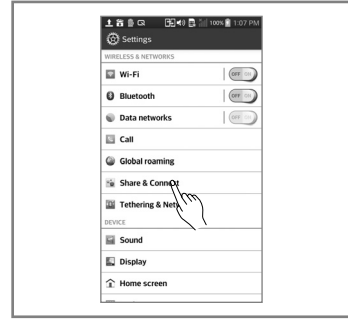 100% 1:07 PM
Settings
WIRELESS & NETWORKS
Wi-Fi OFF ON
Bluetooth OFF ON
Data networks OFF ON
Call
Global roaming
Share & Connect
Tethering & Net
DEVICE
Sound
Display
Home screen